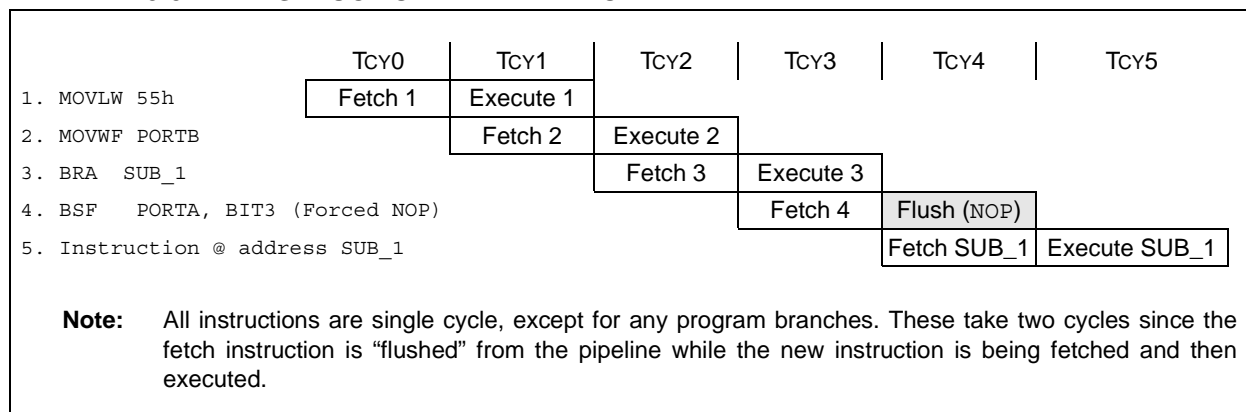 TCY0 TCY1 TCY2 TCY3 TCY4 TCY5
1. MOVLW 55h Fetch 1 Execute 1
2. MOVWF PORTB Fetch 2 Execute 2
3. BRA SUB_1 Fetch 3 Execute 3
4. BSF PORTA, BIT3 (Forced NOP) Fetch 4 Flush (NOP)
5. Instruction @ address SUB_1 Fetch SUB_1 Execute SUB_1
Note: All instructions are single cycle, except for any program branches. These take two cycles since the
fetch instruction is “flushed” from the pipeline while the new instruction is being fetched and then
executed.